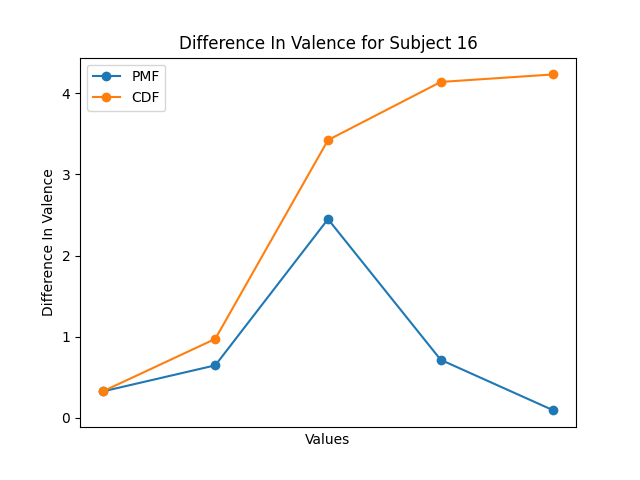 Difference In Valence for Subject 16
PMF
CDF
4
3
2
1
0
Difference In Valence
Values